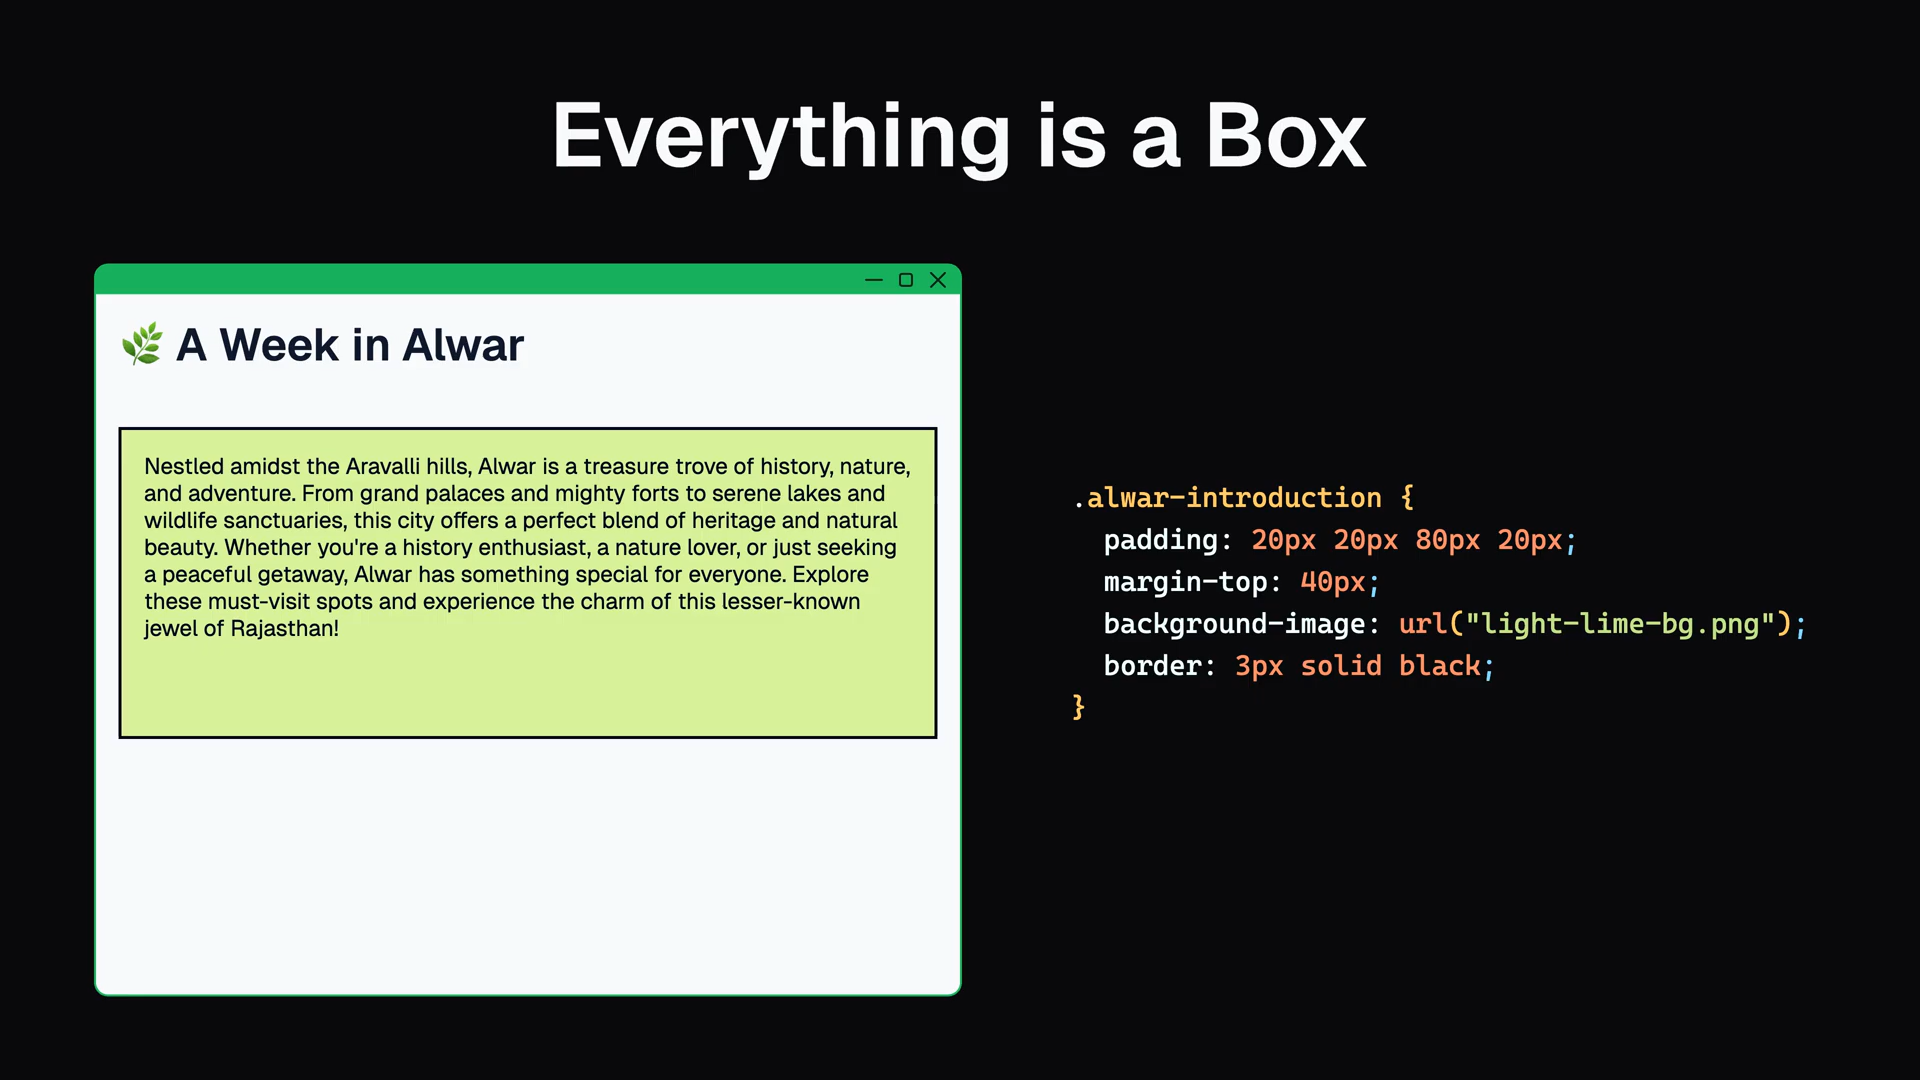 Everything is a Box
🌿 A Week in Alwar
Nestled amidst the Aravalli hills, Alwar is a treasure trove of history, nature,
and adventure. From grand palaces and mighty forts to serene lakes and
wildlife sanctuaries, this city offers a perfect blend of heritage and natural
beauty. Whether you're a history enthusiast, a nature lover, or just seeking
a peaceful getaway, Alwar has something special for everyone. Explore
these must-visit spots and experience the charm of this lesser-known
jewel of Rajasthan!
.alwar-introduction {
  padding: 20px 20px 80px 20px;
  margin-top: 40px;
  background-image: url("light-lime-bg.png");
  border: 3px solid black;
}